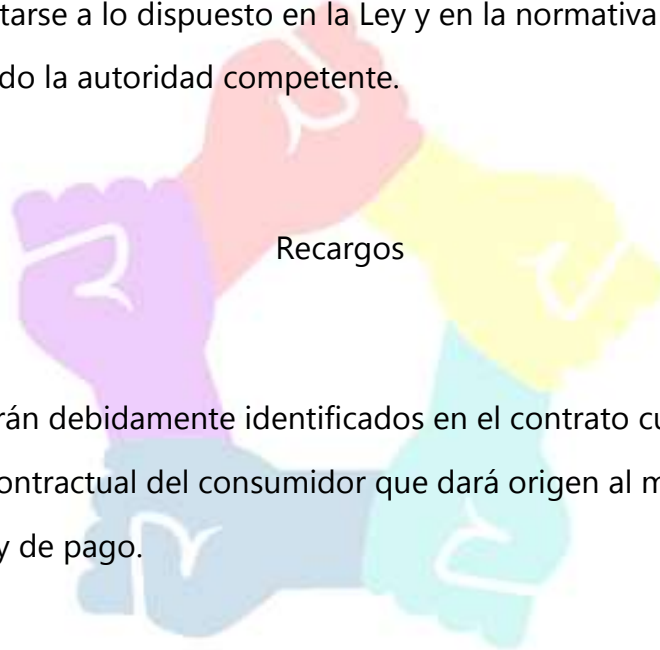 tarse a lo dispuesto en la Ley y en la normativa
do la autoridad competente.
Recargos
rán debidamente identificados en el contrato cu
ontractual del consumidor que dará origen al m
y de pago.